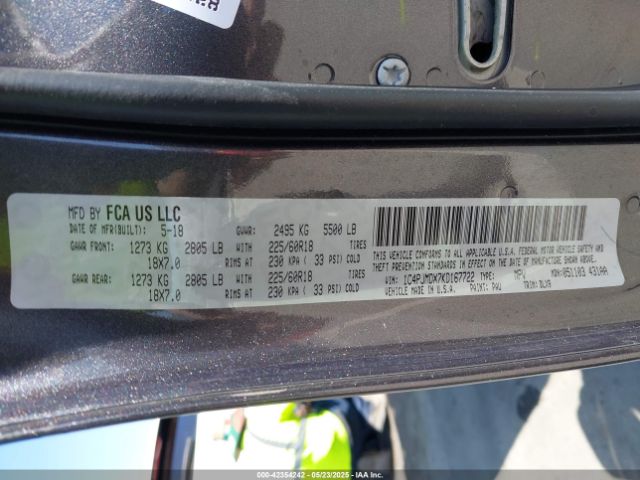 MFD BY FCA US LLC
DATE OF MFR(BUILT): 5-18 GVWR: 2495 KG 5500 LB
GAWR FRONT: 1273 KG 2805 LB WITH 225/60R18 TIRES
18X7.0 RIMS AT 230 KPA ( 33 PSI) COLD
GAWR REAR: 1273 KG 2805 LB WITH 225/60R18 TIRES
18X7.0 RIMS AT 230 KPA ( 33 PSI) COLD
THIS VEHICLE CONFORMS TO ALL APPLICABLE U.S.A. FEDERAL MOTOR VEHICLE SAFETY AND
THEFT PREVENTION STANDARDS IN EFFECT ON THE DATE OF MANUFACTURE SHOWN
ABOVE.
VIN: 1C4PJMDX7KD167722 TYPE: MPV MDH: 051103 431AA
VEHICLE MADE IN U.S.A. PAINT: PAU TRIM: DLX9
000-42354242 - 05/23/2025 - IAA, Inc.